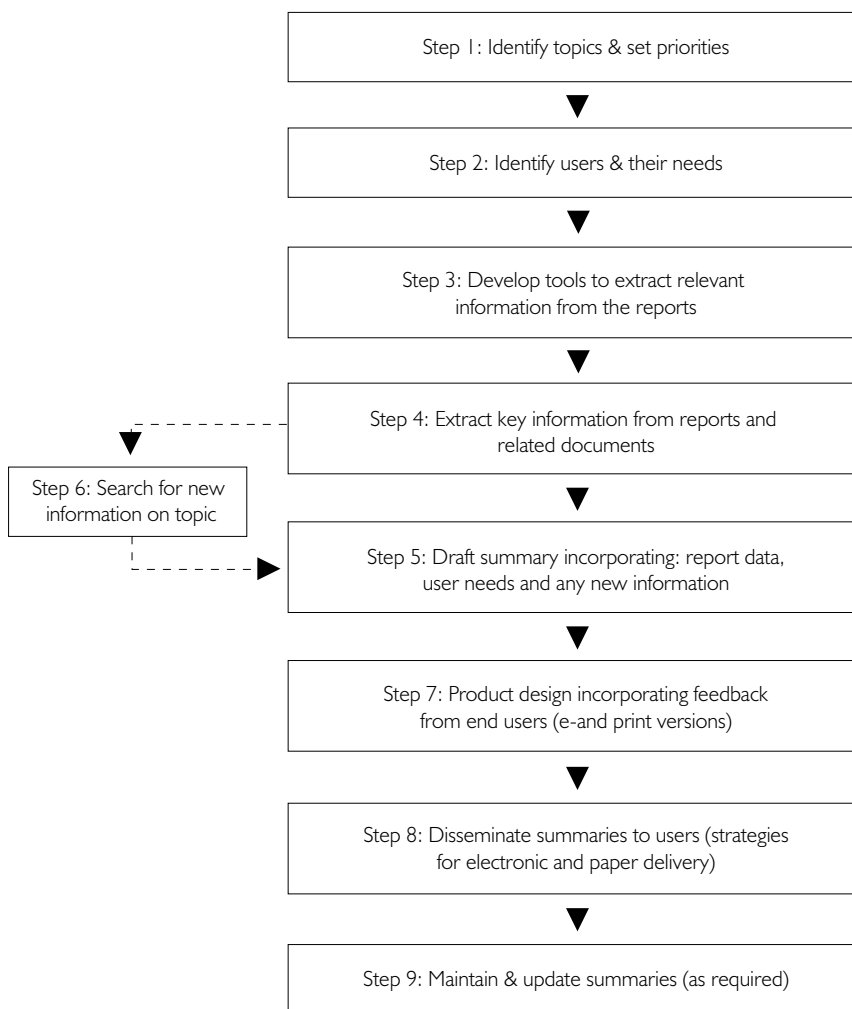 Step 1: Identify topics & set priorities
Step 2: Identify users & their needs
Step 3: Develop tools to extract relevant
information from the reports
Step 4: Extract key information from reports and
related documents
Step 6: Search for new
information on topic
Step 5: Draft summary incorporating: report data,
user needs and any new information
Step 7: Product design incorporating feedback
from end users (e-and print versions)
Step 8: Disseminate summaries to users (strategies
for electronic and paper delivery)
Step 9: Maintain & update summaries (as required)